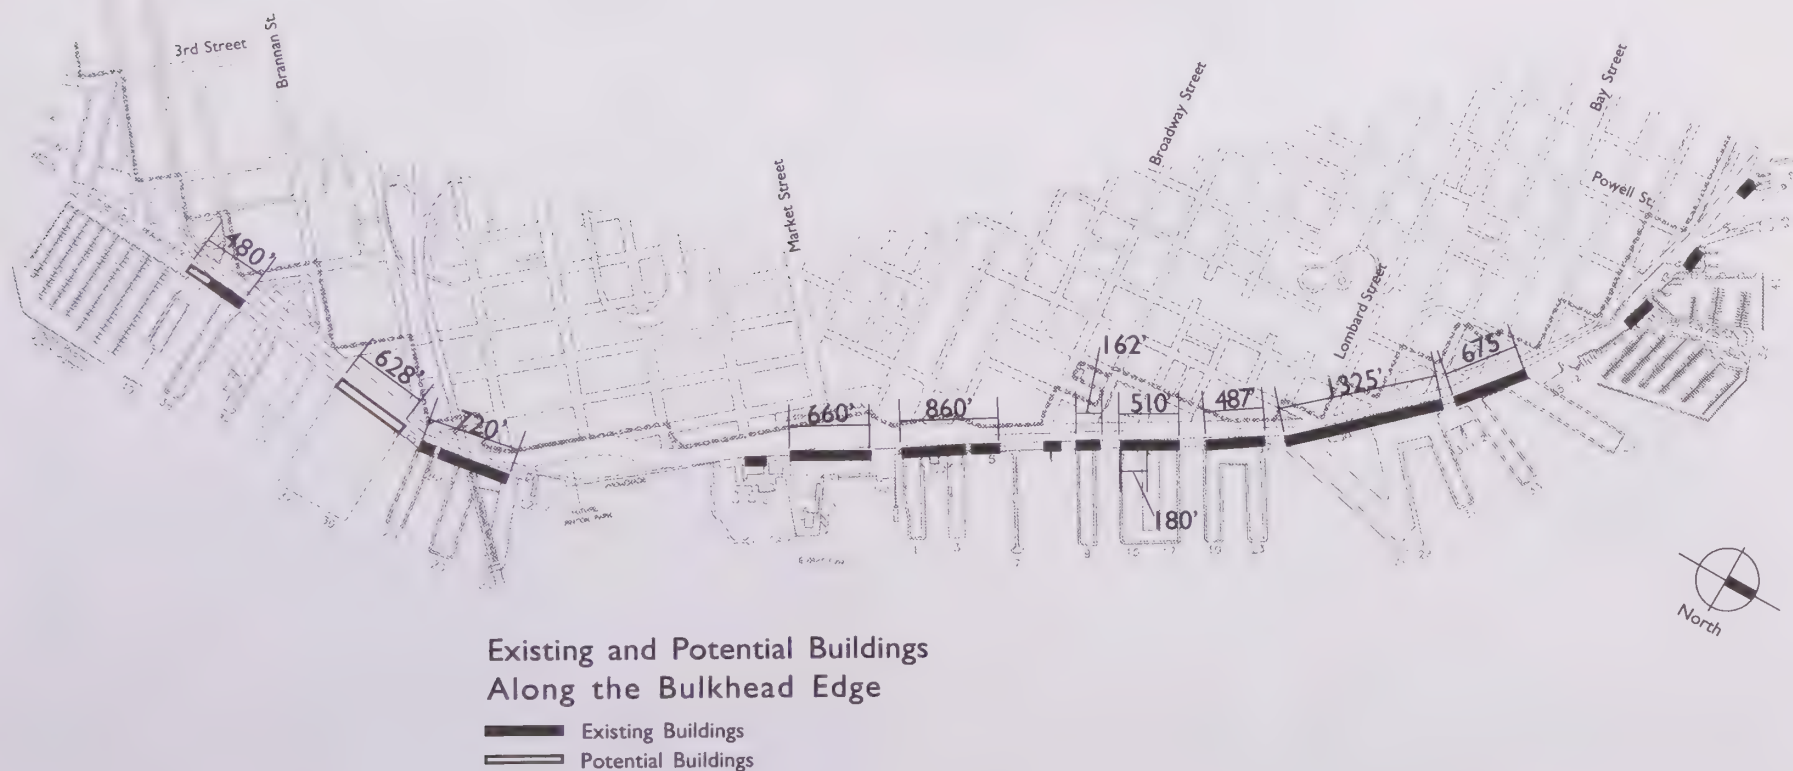 3rd Street
Brannan St.
Market Street
Broadway Street
Bay Street
Powell St.
Lombard Street
480'
628'
720'
660'
860'
162'
510'
487'
1325'
675'
180'
North
Existing and Potential Buildings
Along the Bulkhead Edge
Existing Buildings
Potential Buildings